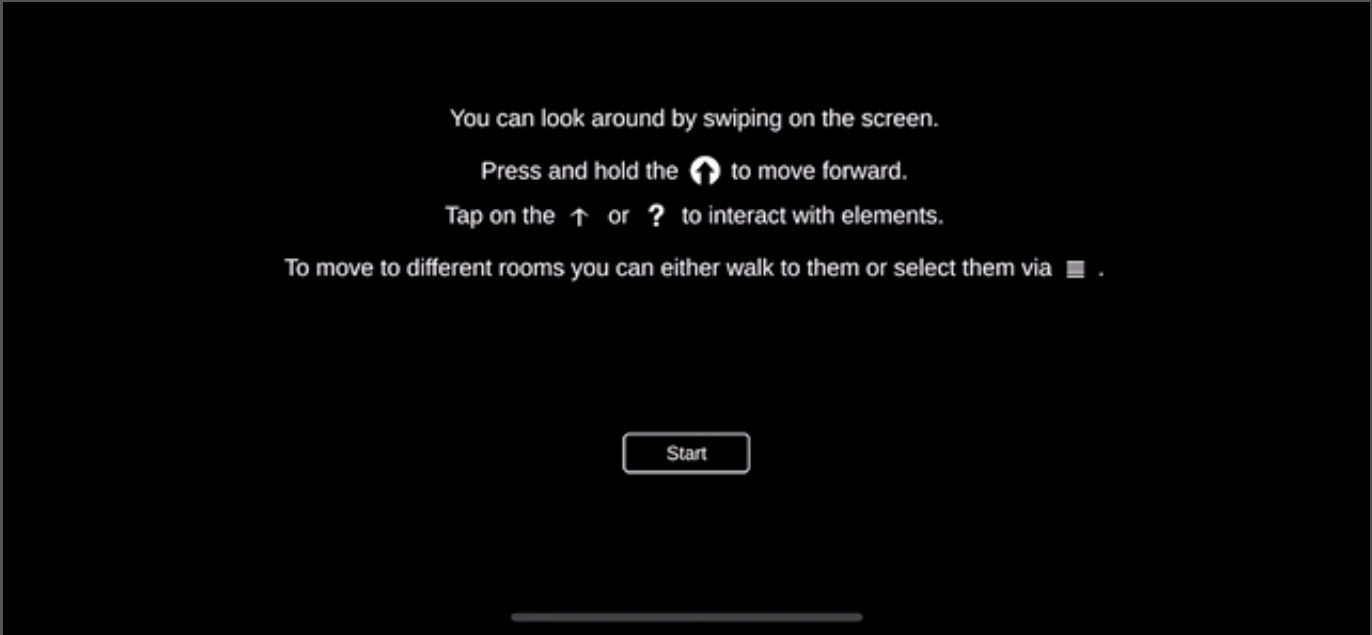 You can look around by swiping on the screen.
Press and hold the to move forward.
Tap on the ↑ or ? to interact with elements.
To move to different rooms you can either walk to them or select them via ≡ .
Start